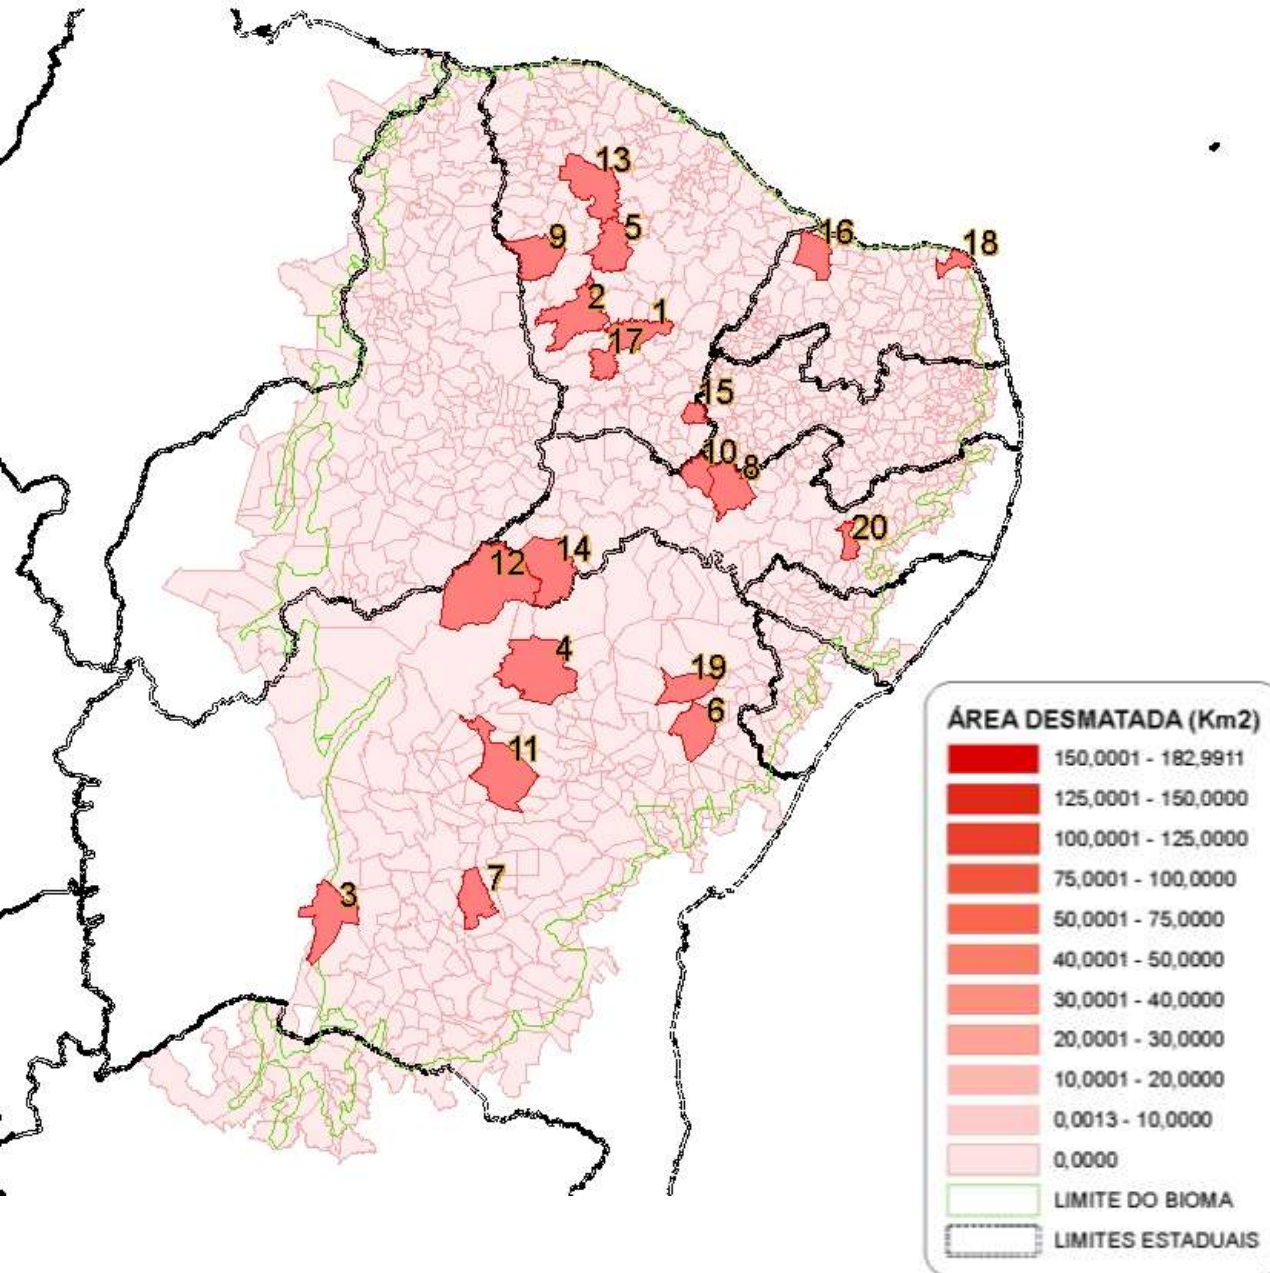 13
5
9
16
18
2
1
17
15
10
8
20
14
12
4
19
6
11
7
3
ÁREA DESMATADA (Km2)
150,0001 - 182,9911
125,0001 - 150,0000
100,0001 - 125,0000
75,0001 - 100,0000
50,0001 - 75,0000
40,0001 - 50,0000
30,0001 - 40,0000
20,0001 - 30,0000
10,0001 - 20,0000
0,0013 - 10,0000
0,0000
LIMITE DO BIOMA
LIMITES ESTADUAIS